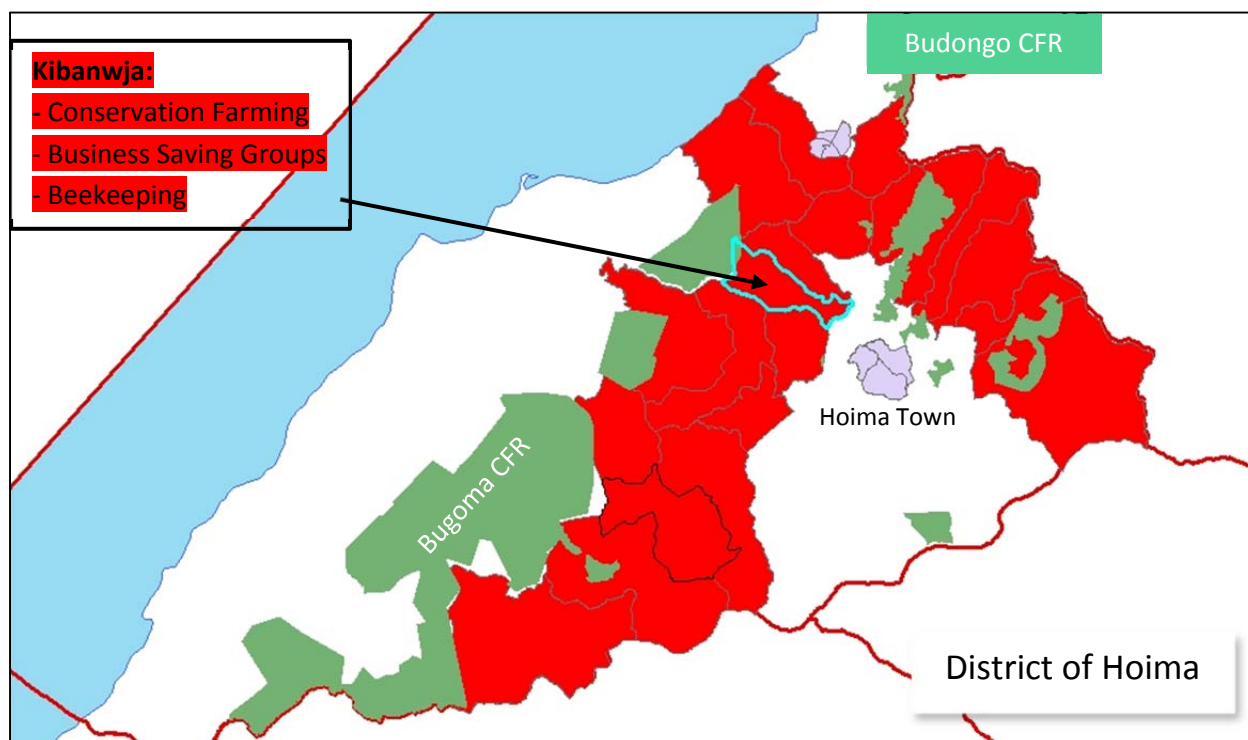 Budongo CFR
Kibanwja:
- Conservation Farming
- Business Saving Groups
- Beekeeping
Hoima Town
Bugoma CFR
District of Hoima